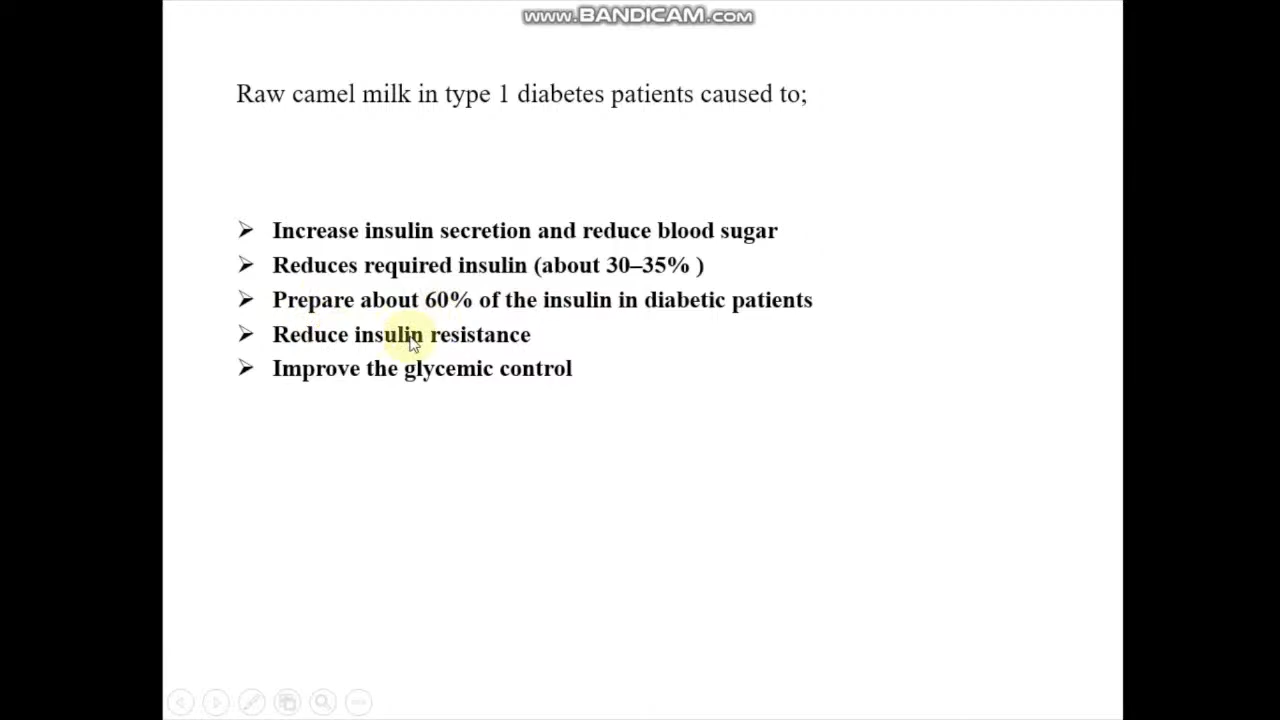 www.BANDICAM.com
Raw camel milk in type 1 diabetes patients caused to;
➤ Increase insulin secretion and reduce blood sugar
➤ Reduces required insulin (about 30–35% )
➤ Prepare about 60% of the insulin in diabetic patients
➤ Reduce insulin resistance
➤ Improve the glycemic control